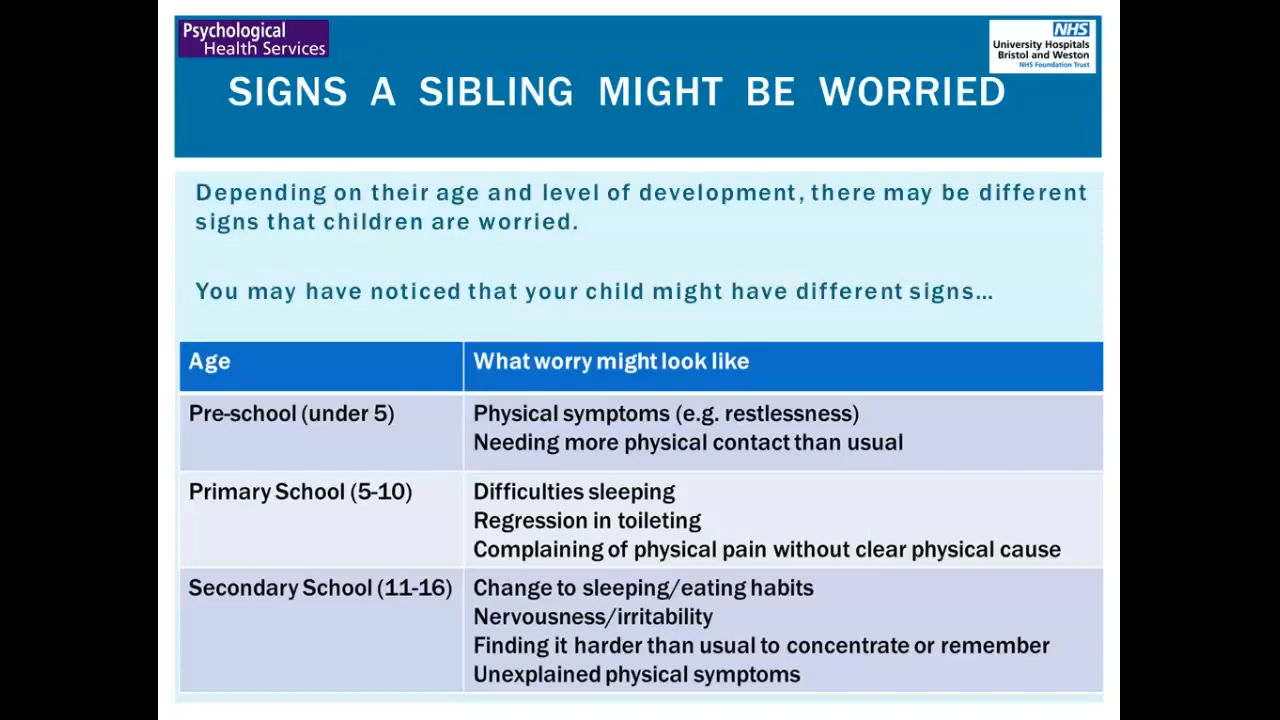 Psychological
Health Services
NHS
University Hospitals
Bristol and Weston
NHS Foundation Trust
SIGNS A SIBLING MIGHT BE WORRIED
Depending on their age and level of development, there may be different
signs that children are worried.
You may have noticed that your child might have different signs...
Age
What worry might look like
Pre-school (under 5)
Physical symptoms (e.g. restlessness)
Needing more physical contact than usual
Primary School (5-10)
Difficulties sleeping
Regression in toileting
Complaining of physical pain without clear physical cause
Secondary School (11-16)
Change to sleeping/eating habits
Nervousness/irritability
Finding it harder than usual to concentrate or remember
Unexplained physical symptoms